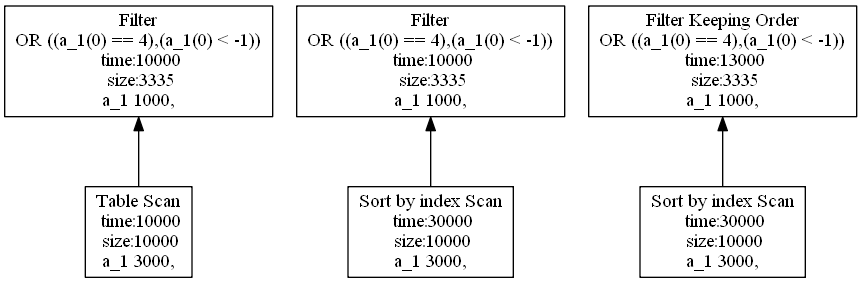 Filter
OR ((a_1(0) == 4),(a_1(0) < -1))
time:10000
size:3335
a_1 1000,
Table Scan
time:10000
size:10000
a_1 3000,
Filter
OR ((a_1(0) == 4),(a_1(0) < -1))
time:10000
size:3335
a_1 1000,
Sort by index Scan
time:30000
size:10000
a_1 3000,
Filter Keeping Order
OR ((a_1(0) == 4),(a_1(0) < -1))
time:13000
size:3335
a_1 1000,
Sort by index Scan
time:30000
size:10000
a_1 3000,